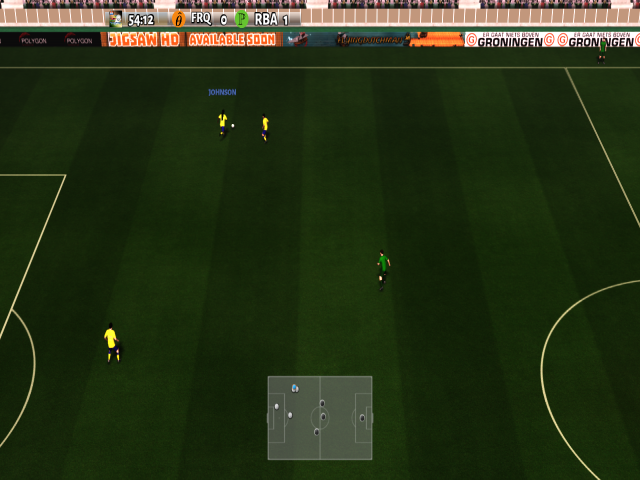 54:12 FRQ 0 RBA 1
POLYGON POLYGON JIGSAW HD AVAILABLE SOON ER GAAT NIETS BOVEN GRONINGEN ER GAAT NIETS BOVEN GRONINGEN
JOHNSON